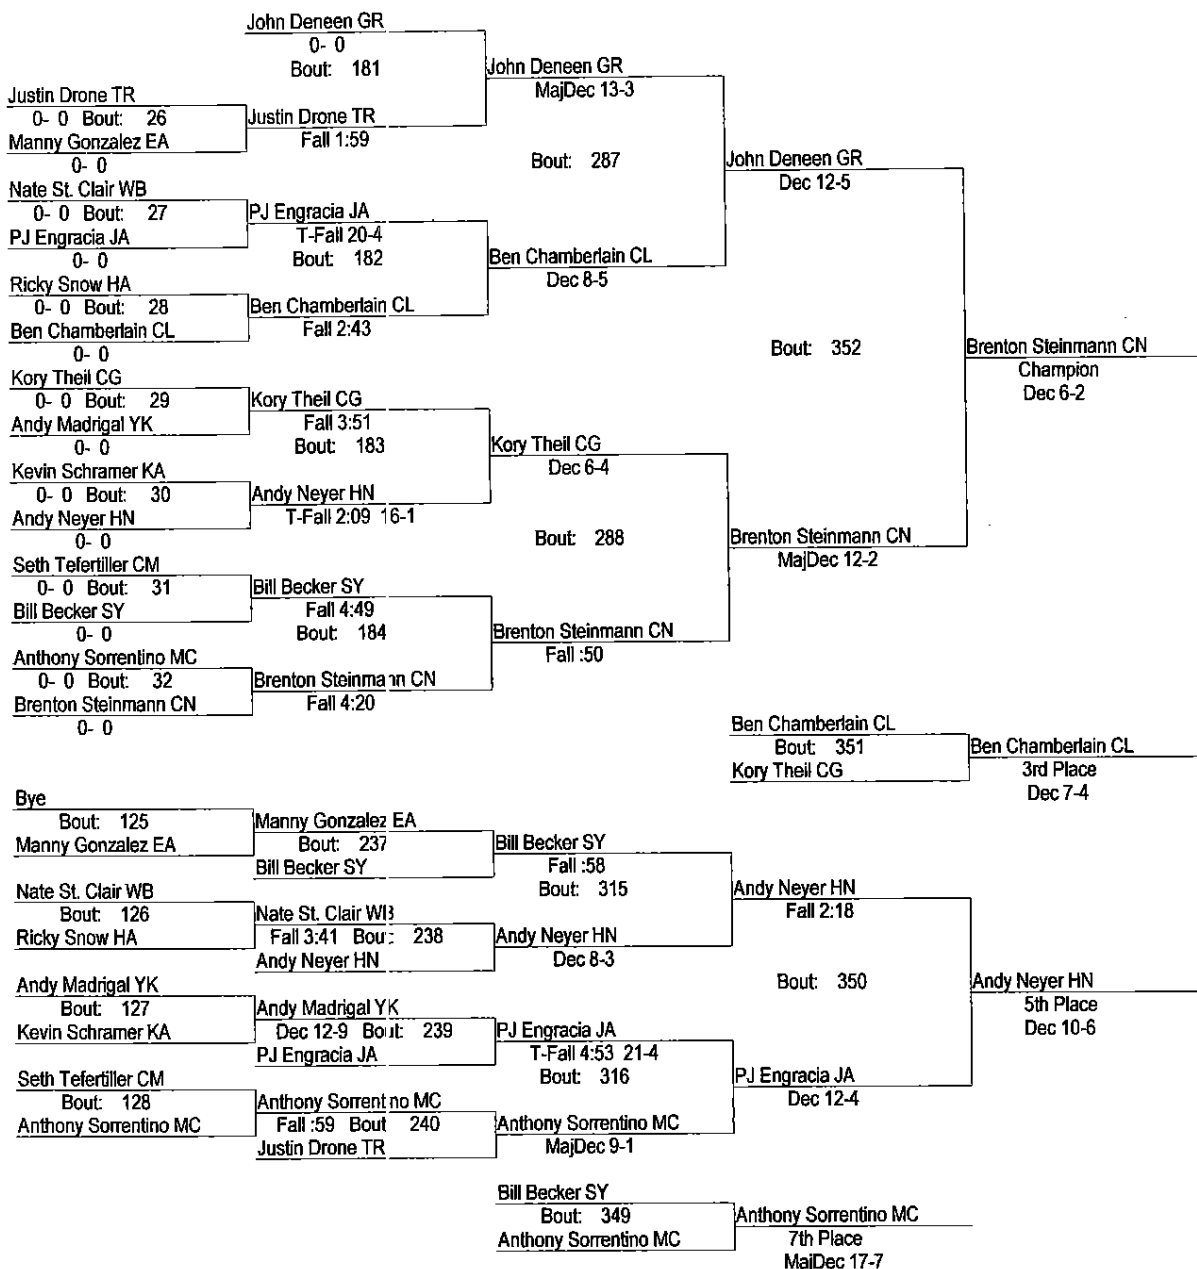 John Deneen GR
0- 0
Bout: 181
John Deneen GR
MajDec 13-3
Justin Drone TR
0- 0 Bout: 26
Justin Drone TR
Fall 1:59
Manny Gonzalez EA
0- 0
Bout: 287
John Deneen GR
Dec 12-5
Nate St. Clair WB
0- 0 Bout: 27
PJ Engracia JA
T-Fall 20-4
PJ Engracia JA
0- 0
Bout: 182
Ben Chamberlain CL
Dec 8-5
Ricky Snow HA
0- 0 Bout: 28
Ben Chamberlain CL
Fall 2:43
Ben Chamberlain CL
0- 0
Bout: 352
Brenton Steinmann CN
Champion
Dec 6-2
Kory Theil CG
0- 0 Bout: 29
Kory Theil CG
Fall 3:51
Andy Madrigal YK
0- 0
Bout: 183
Kory Theil CG
Dec 6-4
Kevin Schramer KA
0- 0 Bout: 30
Andy Neyer HN
T-Fall 2:09 16-1
Andy Neyer HN
0- 0
Bout: 288
Brenton Steinmann CN
MajDec 12-2
Seth Tefertiller CM
0- 0 Bout: 31
Bill Becker SY
Fall 4:49
Bill Becker SY
0- 0
Bout: 184
Brenton Steinmann CN
Fall :50
Anthony Sorrentino MC
0- 0 Bout: 32
Brenton Steinmann CN
Fall 4:20
Brenton Steinmann CN
0- 0
Ben Chamberlain CL
Bout: 351
Kory Theil CG
Ben Chamberlain CL
3rd Place
Dec 7-4
Bye
Bout: 125
Manny Gonzalez EA
Manny Gonzalez EA
Bout: 237
Bill Becker SY
Bill Becker SY
Fall :58
Bout: 315
Andy Neyer HN
Fall 2:18
Nate St. Clair WB
Bout: 126
Ricky Snow HA
Nate St. Clair WB
Fall 3:41 Bout: 238
Andy Neyer HN
Andy Neyer HN
Dec 8-3
Bout: 350
Andy Neyer HN
5th Place
Dec 10-6
Andy Madrigal YK
Bout: 127
Kevin Schramer KA
Andy Madrigal YK
Dec 12-9 Bout: 239
PJ Engracia JA
PJ Engracia JA
T-Fall 4:53 21-4
Bout: 316
PJ Engracia JA
Dec 12-4
Seth Tefertiller CM
Bout: 128
Anthony Sorrentino MC
Anthony Sorrentino MC
Fall :59 Bout 240
Justin Drone TR
Anthony Sorrentino MC
MajDec 9-1
Bill Becker SY
Bout: 349
Anthony Sorrentino MC
Anthony Sorrentino MC
7th Place
MajDec 17-7